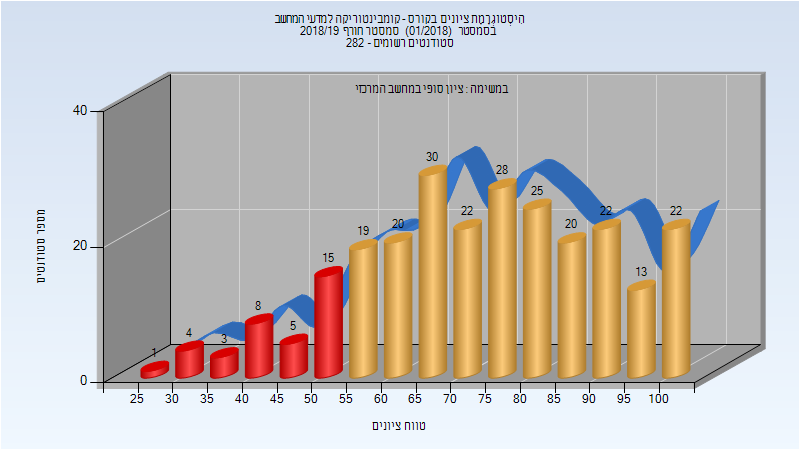 הִיסְטוֹגְרָמַת ציונים בקורס - קומבינטוריקה למדעי המחשב
בסמסטר (01/2018) סמסטר חורף 2018/19
סטודנטים רשומים - 282
במשימה : ציון סופי במחשב המרכזי
מספר סטודנטים
40
20
0
1 4 3 8 5 15 19 20 30 22 28 25 20 22 13 22
25 30 35 40 45 50 55 60 65 70 75 80 85 90 95 100
טווח ציונים